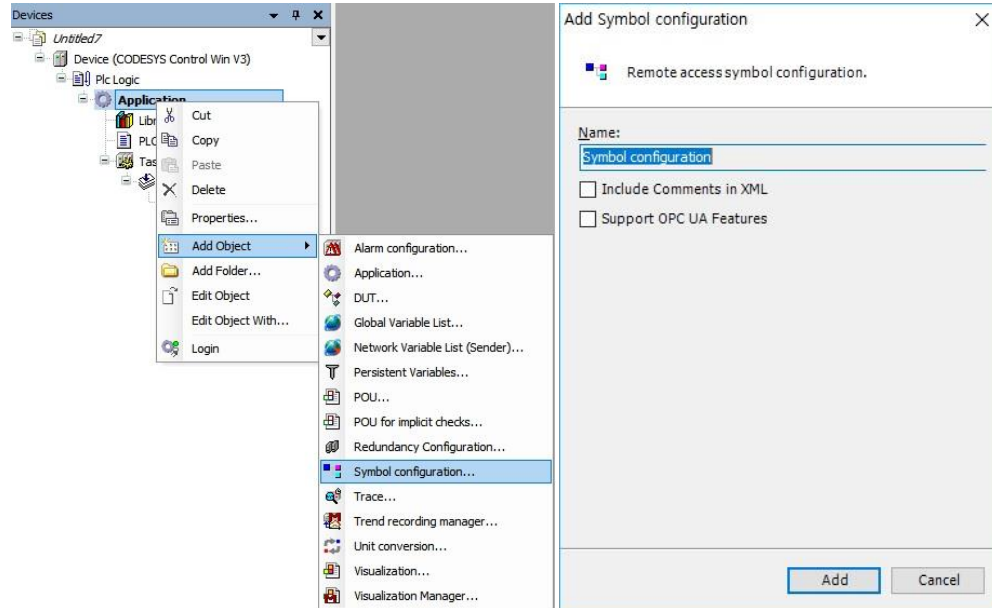 Devices
Untitled7
Device (CODESYS Control Win V3)
Plc Logic
Application
Cut
Copy
Paste
Delete
Properties...
Add Object
Add Folder...
Edit Object
Edit Object With...
Login
Alarm configuration...
Application...
DUT...
Global Variable List...
Network Variable List (Sender)...
Persistent Variables...
POU...
POU for implicit checks...
Redundancy Configuration...
Symbol configuration...
Trace...
Trend recording manager...
Unit conversion...
Visualization...
Visualization Manager...
Add Symbol configuration
Remote access symbol configuration.
Name:
Symbol configuration
Include Comments in XML
Support OPC UA Features
Add
Cancel